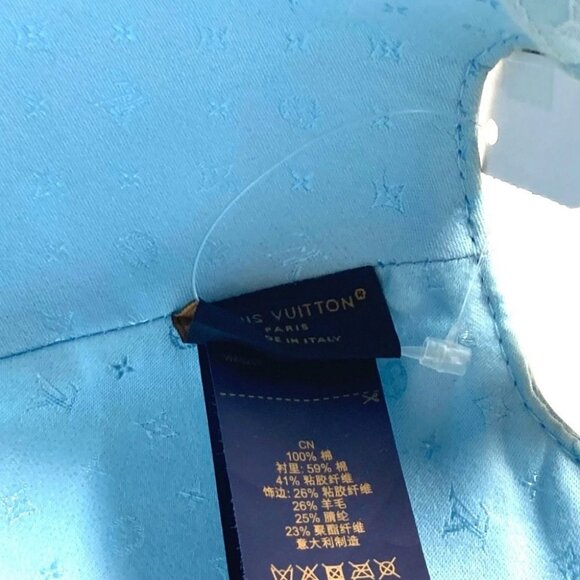 VUITTON
PARIS
IN ITALY
CN
100% 棉
衬里: 59% 棉
41% 粘胶纤维
饰边: 26% 粘胶纤维
26% 羊毛
25% 腈纶
23% 聚酯纤维
意大利制造